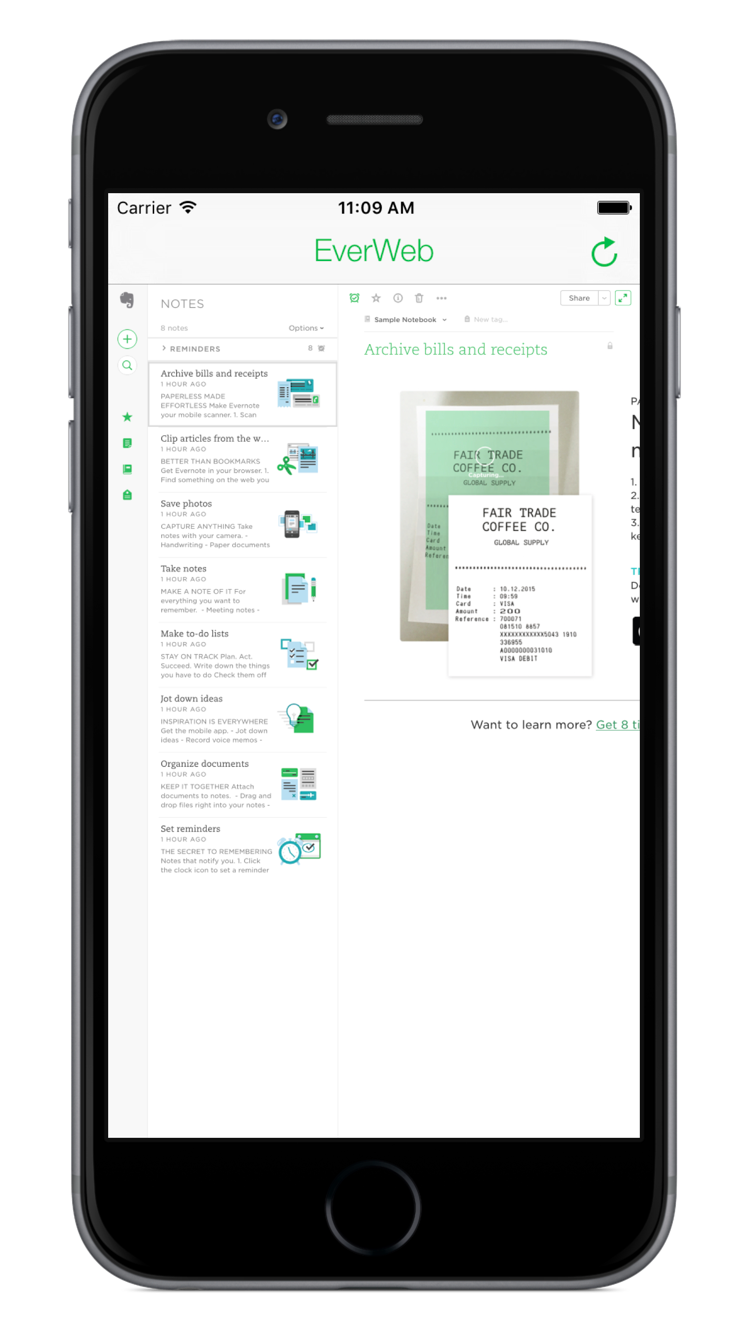 Carrier
11:09 AM
EverWeb
NOTES
8 notes
Options
REMINDERS
8
Archive bills and receipts
1 HOUR AGO
PAPERLESS MADE
EFFORTLESS Make Evernote
your mobile scanner. 1. Scan
Clip articles from the w...
1 HOUR AGO
BETTER THAN BOOKMARKS
Get Evernote in your browser. 1.
Find something on the web you
Save photos
1 HOUR AGO
CAPTURE ANYTHING Take
notes with your camera. -
Handwriting - Paper documents
Take notes
1 HOUR AGO
MAKE A NOTE OF IT For
everything you want to
remember. - Meeting notes -
Make to-do lists
1 HOUR AGO
STAY ON TRACK Plan. Act.
Succeed. Write down the things
you have to do Check them off
Jot down ideas
1 HOUR AGO
INSPIRATION IS EVERYWHERE
Get the mobile app. - Jot down
ideas - Record voice memos -
Organize documents
1 HOUR AGO
KEEP IT TOGETHER Attach
documents to notes. - Drag and
drop files right into your notes -
Set reminders
1 HOUR AGO
THE SECRET TO REMEMBERING
Notes that notify you. 1. Click
the clock icon to set a reminder
Share
Sample Notebook
New tag...
Archive bills and receipts
FAIR TRADE
COFFEE CO.
Capturing...
GLOBAL SUPPLY
Date
Time
Card
Amount
Referenc
FAIR TRADE
COFFEE CO.
GLOBAL SUPPLY
Date : 10.12.2015
Time : 09:59
Card : VISA
Amount : 200
Reference : 700071
081510 8857
XXXXXXXXXXXX5043 1910
336955
A0000000031010
VISA DEBIT
PA
N
n
1.
2.
te
3.
ke
T
D
w
Want to learn more? Get 8 ti